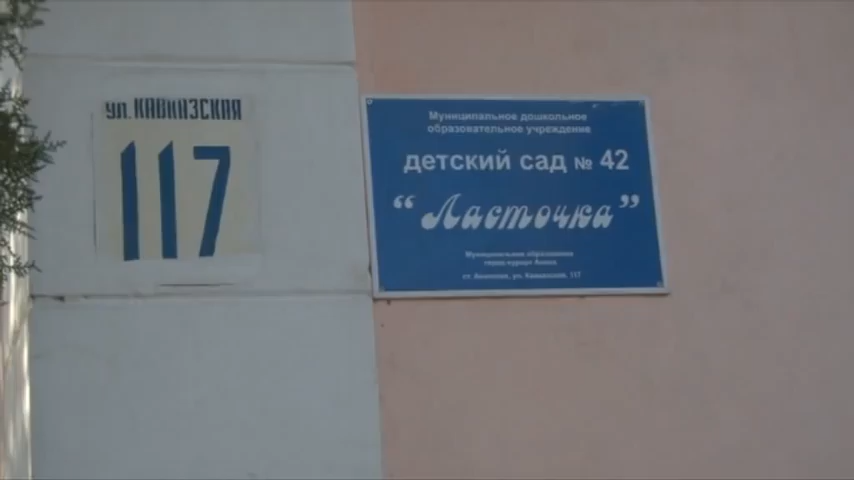 ул. КАВКАЗСКАЯ
117
Муниципальное дошкольное
образовательное учреждение
детский сад № 42
“Ласточка”
Муниципальное образование
город-курорт Анапа
ст. Анапская, ул. Кавказская, 117